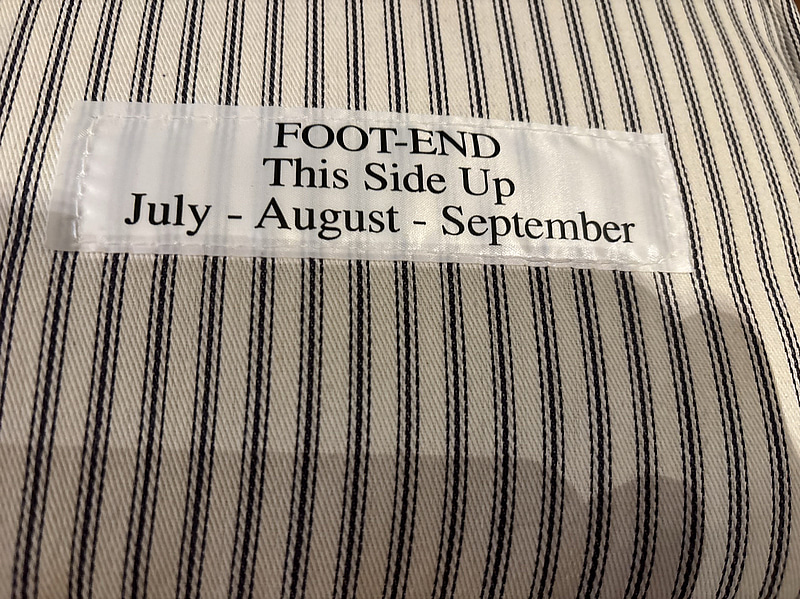 FOOT-END
This Side Up
July - August - September